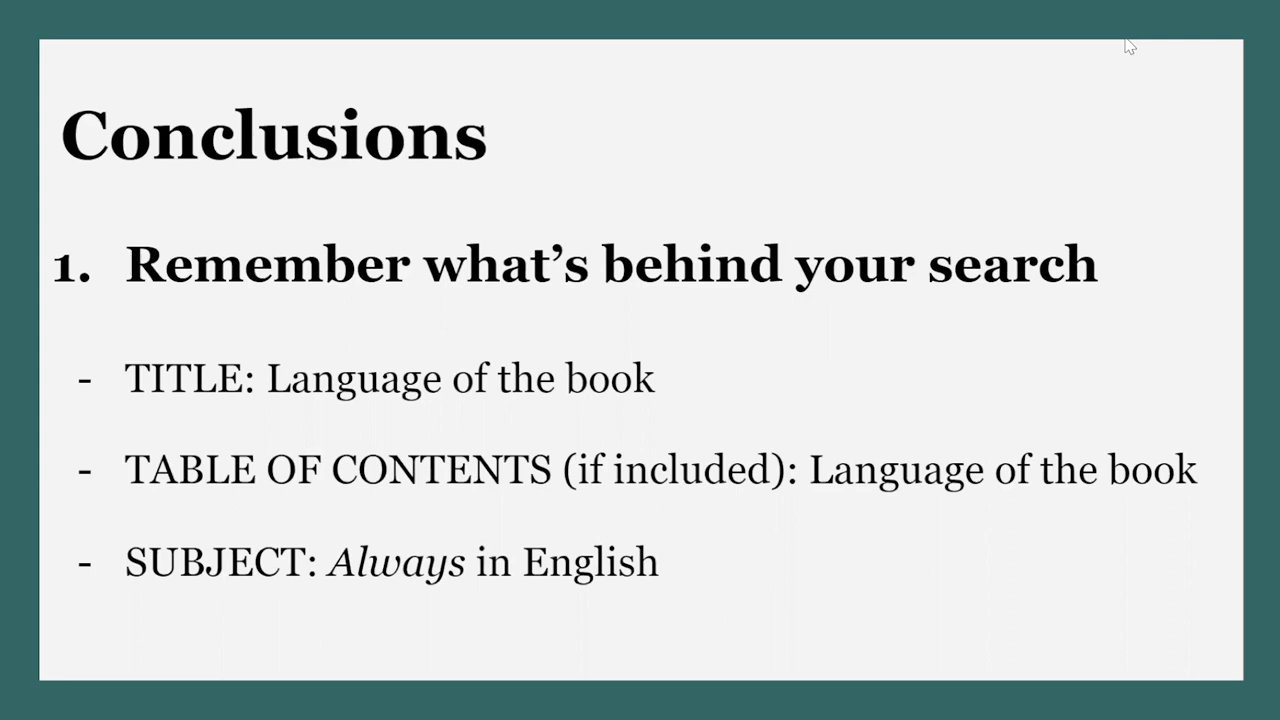 Conclusions
1. Remember what's behind your search
- TITLE: Language of the book
- TABLE OF CONTENTS (if included): Language of the book
- SUBJECT: Always in English